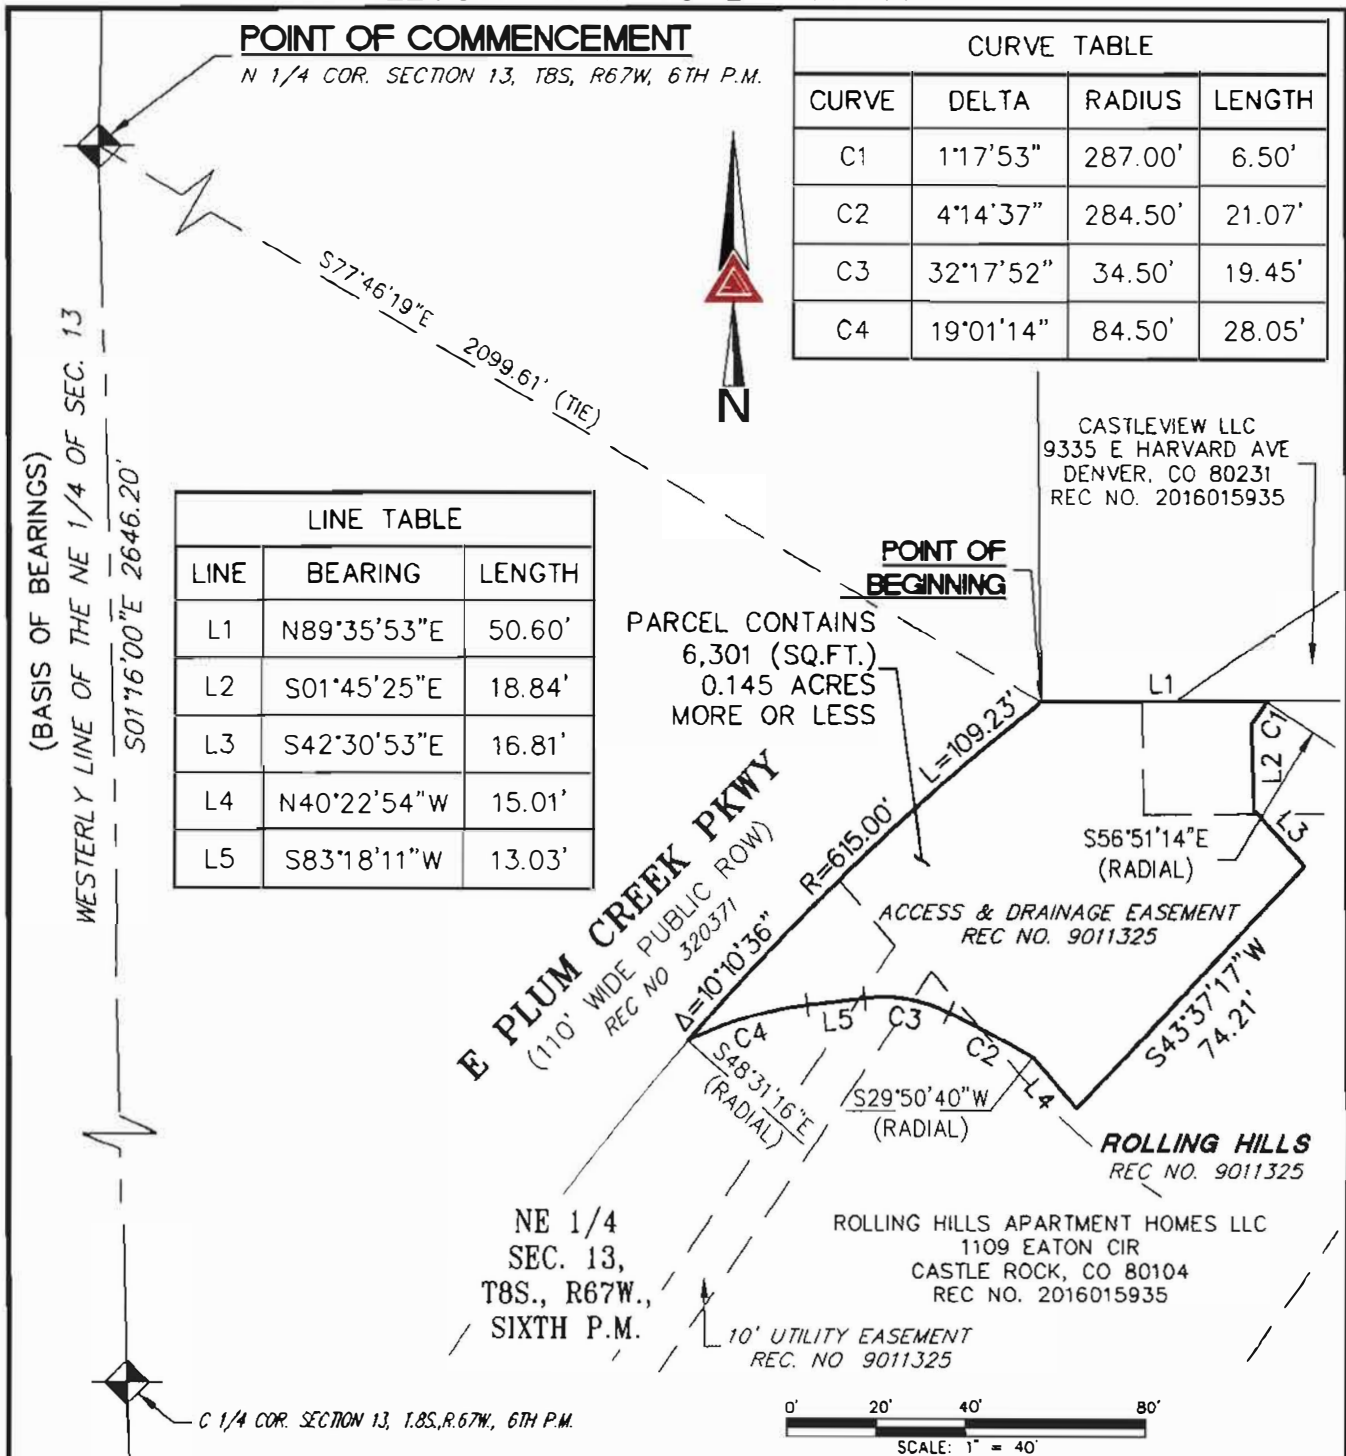 POINT OF COMMENCEMENT
N 1/4 COR. SECTION 13, T8S, R67W, 6TH P.M.
CURVE TABLE
CURVE DELTA RADIUS LENGTH
C1 1°17'53" 287.00' 6.50'
C2 4°14'37" 284.50' 21.07'
C3 32°17'52" 34.50' 19.45'
C4 19°01'14" 84.50' 28.05'
S77°46'19"E 2099.61' (TIE)
N
(BASIS OF BEARINGS)
WESTERLY LINE OF THE NE 1/4 OF SEC. 13
S01°16'00"E 2646.20'
CASTLEVIEW LLC
9335 E HARVARD AVE
DENVER, CO 80231
REC NO. 2016015935
LINE TABLE
LINE BEARING LENGTH
L1 N89°35'53"E 50.60'
L2 S01°45'25"E 18.84'
L3 S42°30'53"E 16.81'
L4 N40°22'54"W 15.01'
L5 S83°18'11"W 13.03'
POINT OF
BEGINNING
PARCEL CONTAINS
6,301 (SQ.FT.)
0.145 ACRES
MORE OR LESS
L1
C1
L2
L3
S56°51'14"E
(RADIAL)
Δ=10°10'36" R=615.00' L=109.23'
E PLUM CREEK PKWY
(110' WIDE PUBLIC ROW)
REC NO 320371
ACCESS & DRAINAGE EASEMENT
REC NO. 9011325
S43°37'17"W
74.21'
C4
L5
C3
C2
L4
S48°31'16"E
(RADIAL)
S29°50'40"W
(RADIAL)
ROLLING HILLS
REC NO. 9011325
NE 1/4
SEC. 13,
T8S., R67W.,
SIXTH P.M.
ROLLING HILLS APARTMENT HOMES LLC
1109 EATON CIR
CASTLE ROCK, CO 80104
REC NO. 2016015935
10' UTILITY EASEMENT
REC. NO 9011325
C 1/4 COR. SECTION 13, T.8S.,R.67W., 6TH P.M.
0' 20' 40' 80'
SCALE: 1" = 40'